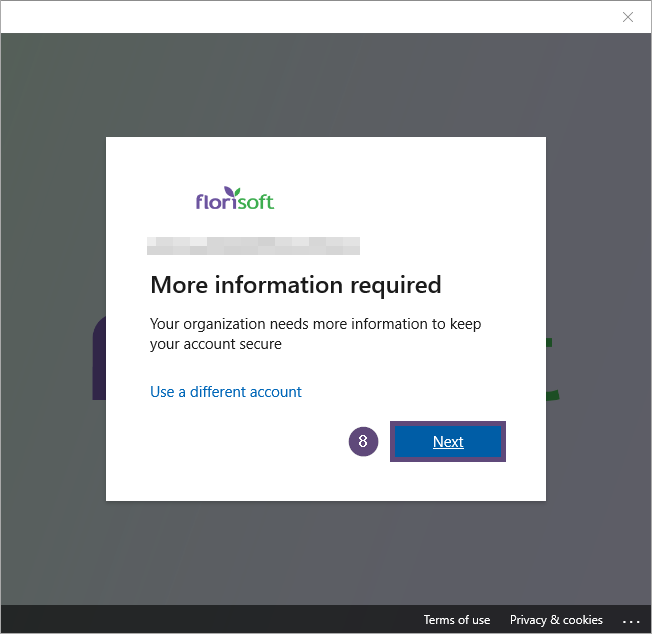 florisoft
More information required
Your organization needs more information to keep
your account secure
Use a different account
8
Next
Terms of use
Privacy & cookies
...